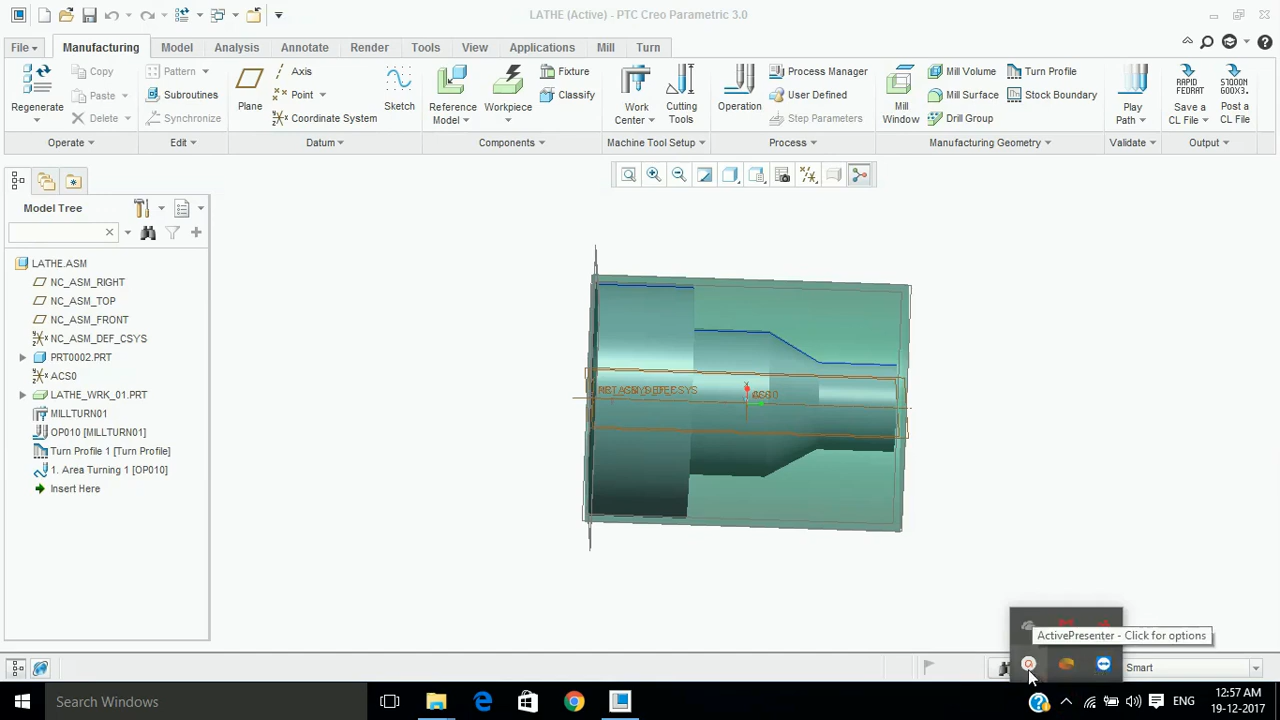 LATHE (Active) - PTC Creo Parametric 3.0
File Manufacturing Model Analysis Annotate Render Tools View Applications Mill Turn
Regenerate
Copy
Paste
Delete
Operate
Pattern
Subroutines
Synchronize
Edit
Plane
Axis
Point
Coordinate System
Sketch
Datum
Reference Model
Workpiece
Fixture
Classify
Components
Work Center
Cutting Tools
Machine Tool Setup
Operation
Process Manager
User Defined
Step Parameters
Process
Mill Window
Mill Volume
Mill Surface
Drill Group
Turn Profile
Stock Boundary
Manufacturing Geometry
Play Path
Validate
RAPID
FEDRAT
Save a CL File
G1000M
600X3.
Post a CL File
Output
Model Tree
LATHE.ASM
NC_ASM_RIGHT
NC_ASM_TOP
NC_ASM_FRONT
NC_ASM_DEF_CSYS
PRT0002.PRT
ACS0
LATHE_WRK_01.PRT
MILLTURN01
OP010 [MILLTURN01]
Turn Profile 1 [Turn Profile]
1. Area Turning 1 [OP010]
Insert Here
ActivePresenter - Click for options
Smart
Search Windows
ENG
12:57 AM
19-12-2017